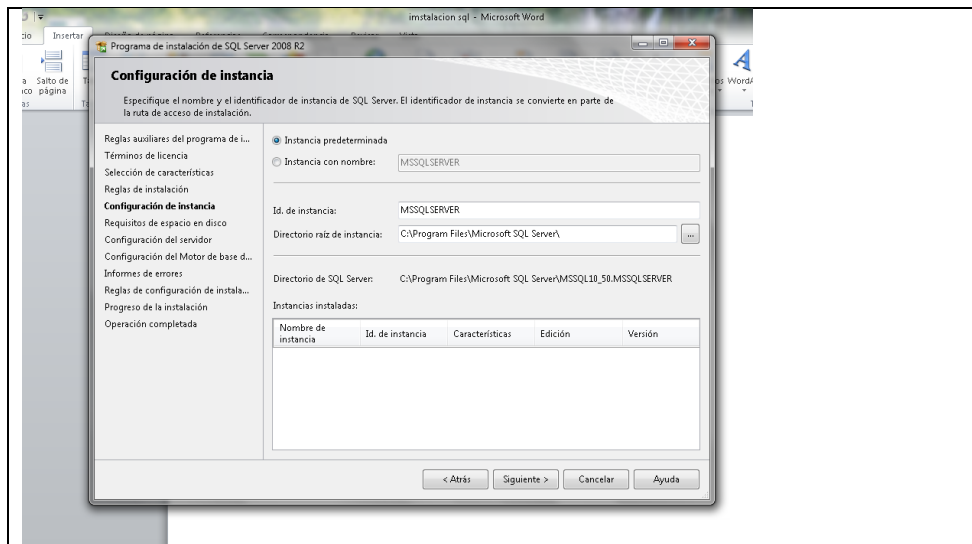 imstalacion sql - Microsoft Word
Insertar
Salto de
página
Programa de instalación de SQL Server 2008 R2
Configuración de instancia
Especifique el nombre y el identificador de instancia de SQL Server. El identificador de instancia se convierte en parte de
la ruta de acceso de instalación.
Reglas auxiliares del programa de i...
Términos de licencia
Selección de características
Reglas de instalación
Configuración de instancia
Requisitos de espacio en disco
Configuración del servidor
Configuración del Motor de base d...
Informes de errores
Reglas de configuración de instala...
Progreso de la instalación
Operación completada
Instancia predeterminada
Instancia con nombre: MSSQLSERVER
Id. de instancia: MSSQLSERVER
Directorio raíz de instancia: C:\Program Files\Microsoft SQL Server\ ...
Directorio de SQL Server: C:\Program Files\Microsoft SQL Server\MSSQL10_50.MSSQLSERVER
Instancias instaladas:
Nombre de instancia Id. de instancia Características Edición Versión
< Atrás Siguiente > Cancelar Ayuda